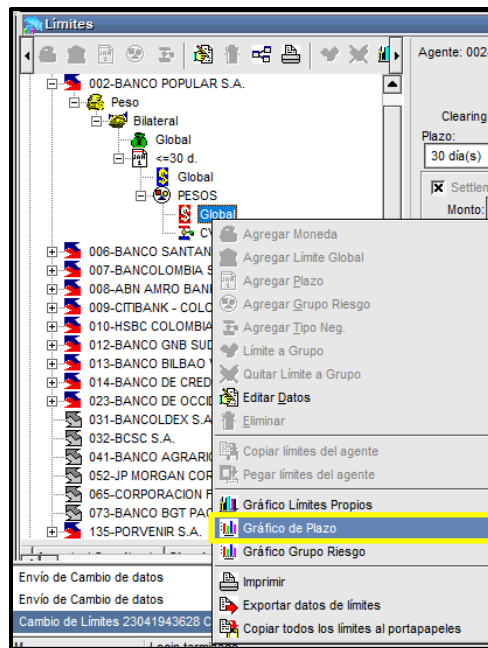 Límites
Agente: 002
002-BANCO POPULAR S.A.
Peso
Bilateral
Global
<=30 d.
Global
PESOS
Global
Clearing
Plazo:
30 día(s)
Settlem
Monto:
006-BANCO SANTAN
007-BANCOLOMBIA S
008-ABN AMRO BAN
009-CITIBANK - COLO
010-HSBC COLOMBIA
012-BANCO GNB SUD
013-BANCO BILBAO
014-BANCO DE CRED
023-BANCO DE OCCID
031-BANCOLDEX S.A
032-BCSC S.A.
041-BANCO AGRARIO
052-JP MORGAN COR
065-CORPORACION F
073-BANCO BGT PAC
135-PORVENIR S.A.
Agregar Moneda
Agregar Límite Global
Agregar Plazo
Agregar Grupo Riesgo
Agregar Tipo Neg.
Límite a Grupo
Quitar Límite a Grupo
Editar Datos
Eliminar
Copiar límites del agente
Pegar límites del agente
Gráfico Límites Propios
Gráfico de Plazo
Gráfico Grupo Riesgo
Imprimir
Exportar datos de límites
Copiar todos los límites al portapapeles
Envío de Cambio de datos
Envío de Cambio de datos
Cambio de Límites 23041943628 C